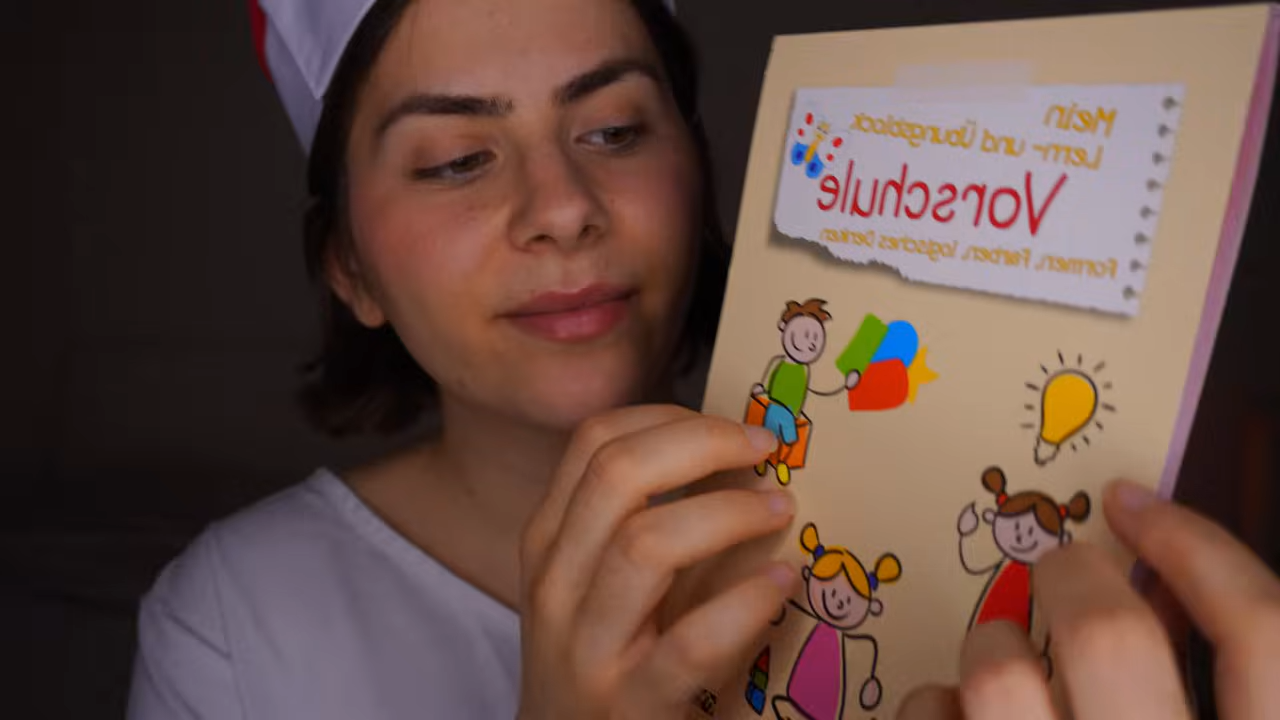 Mein
Lern- und Übungsblock
Vorschule
Formen, Farben, logisches Denken